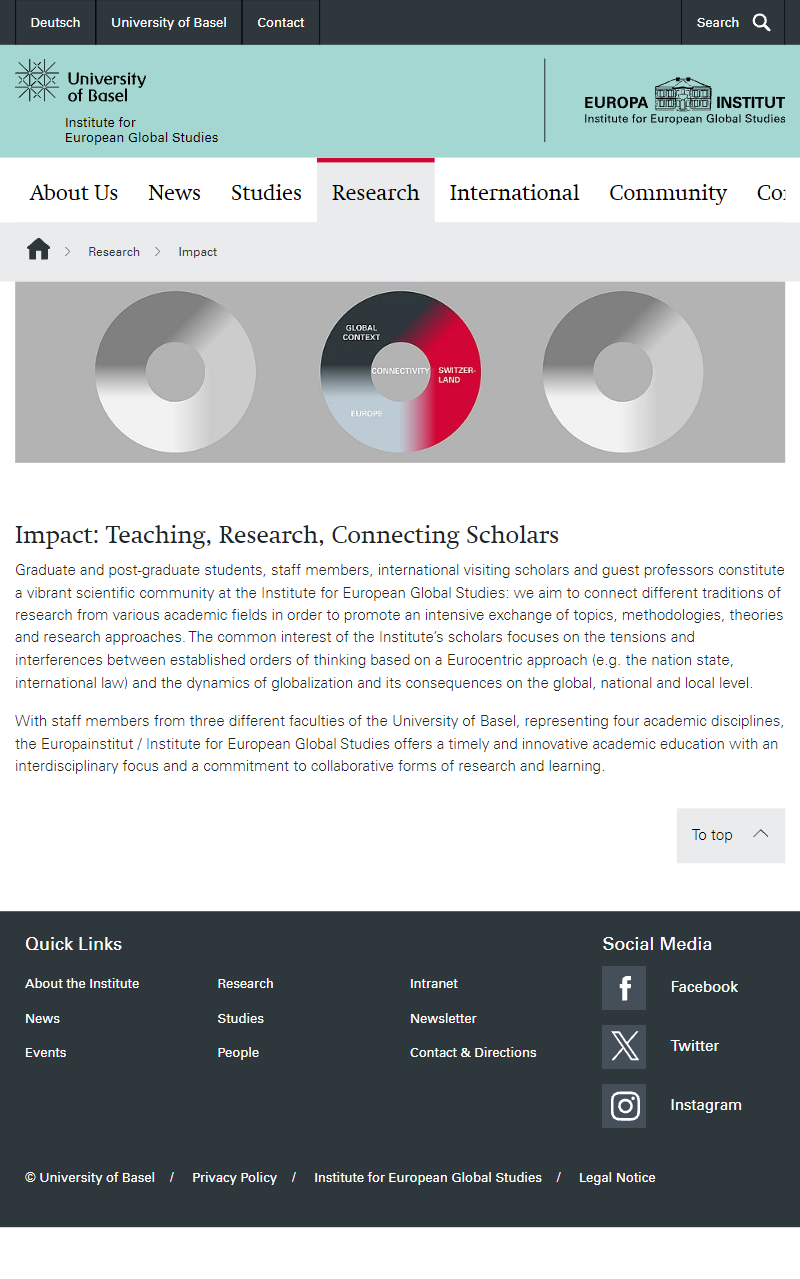 Deutsch
University of Basel
Contact
Search
University
of Basel
Institute for
European Global Studies
EUROPA INSTITUT
Institute for European Global Studies
About Us
News
Studies
Research
International
Community
Research
Impact
GLOBAL
CONTEXT
CONNECTIVITY
SWITZER-
LAND
EUROPE
Impact: Teaching, Research, Connecting Scholars
Graduate and post-graduate students, staff members, international visiting scholars and guest professors constitute
a vibrant scientific community at the Institute for European Global Studies: we aim to connect different traditions of
research from various academic fields in order to promote an intensive exchange of topics, methodologies, theories
and research approaches. The common interest of the Institute’s scholars focuses on the tensions and
interferences between established orders of thinking based on a Eurocentric approach (e.g. the nation state,
international law) and the dynamics of globalization and its consequences on the global, national and local level.
With staff members from three different faculties of the University of Basel, representing four academic disciplines,
the Europainstitut / Institute for European Global Studies offers a timely and innovative academic education with an
interdisciplinary focus and a commitment to collaborative forms of research and learning.
To top
Quick Links
About the Institute
News
Events
Research
Studies
People
Intranet
Newsletter
Contact & Directions
Social Media
Facebook
Twitter
Instagram
© University of Basel / Privacy Policy / Institute for European Global Studies / Legal Notice